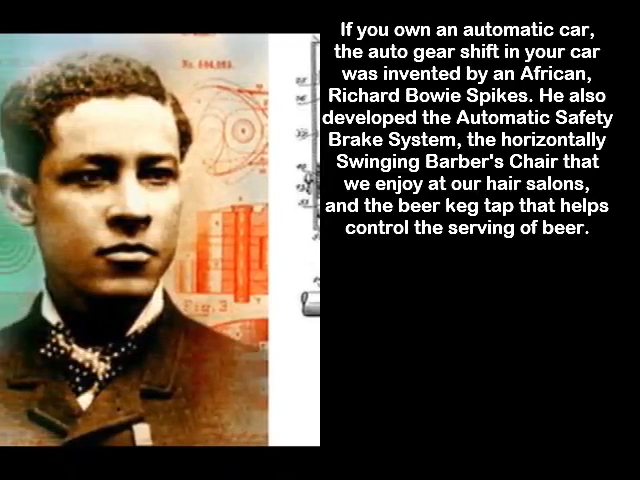 If you own an automatic car,
the auto gear shift in your car
was invented by an African,
Richard Bowie Spikes. He also
developed the Automatic Safety
Brake System, the horizontally
Swinging Barber's Chair that
we enjoy at our hair salons,
and the beer keg tap that helps
control the serving of beer.
Fig. 3